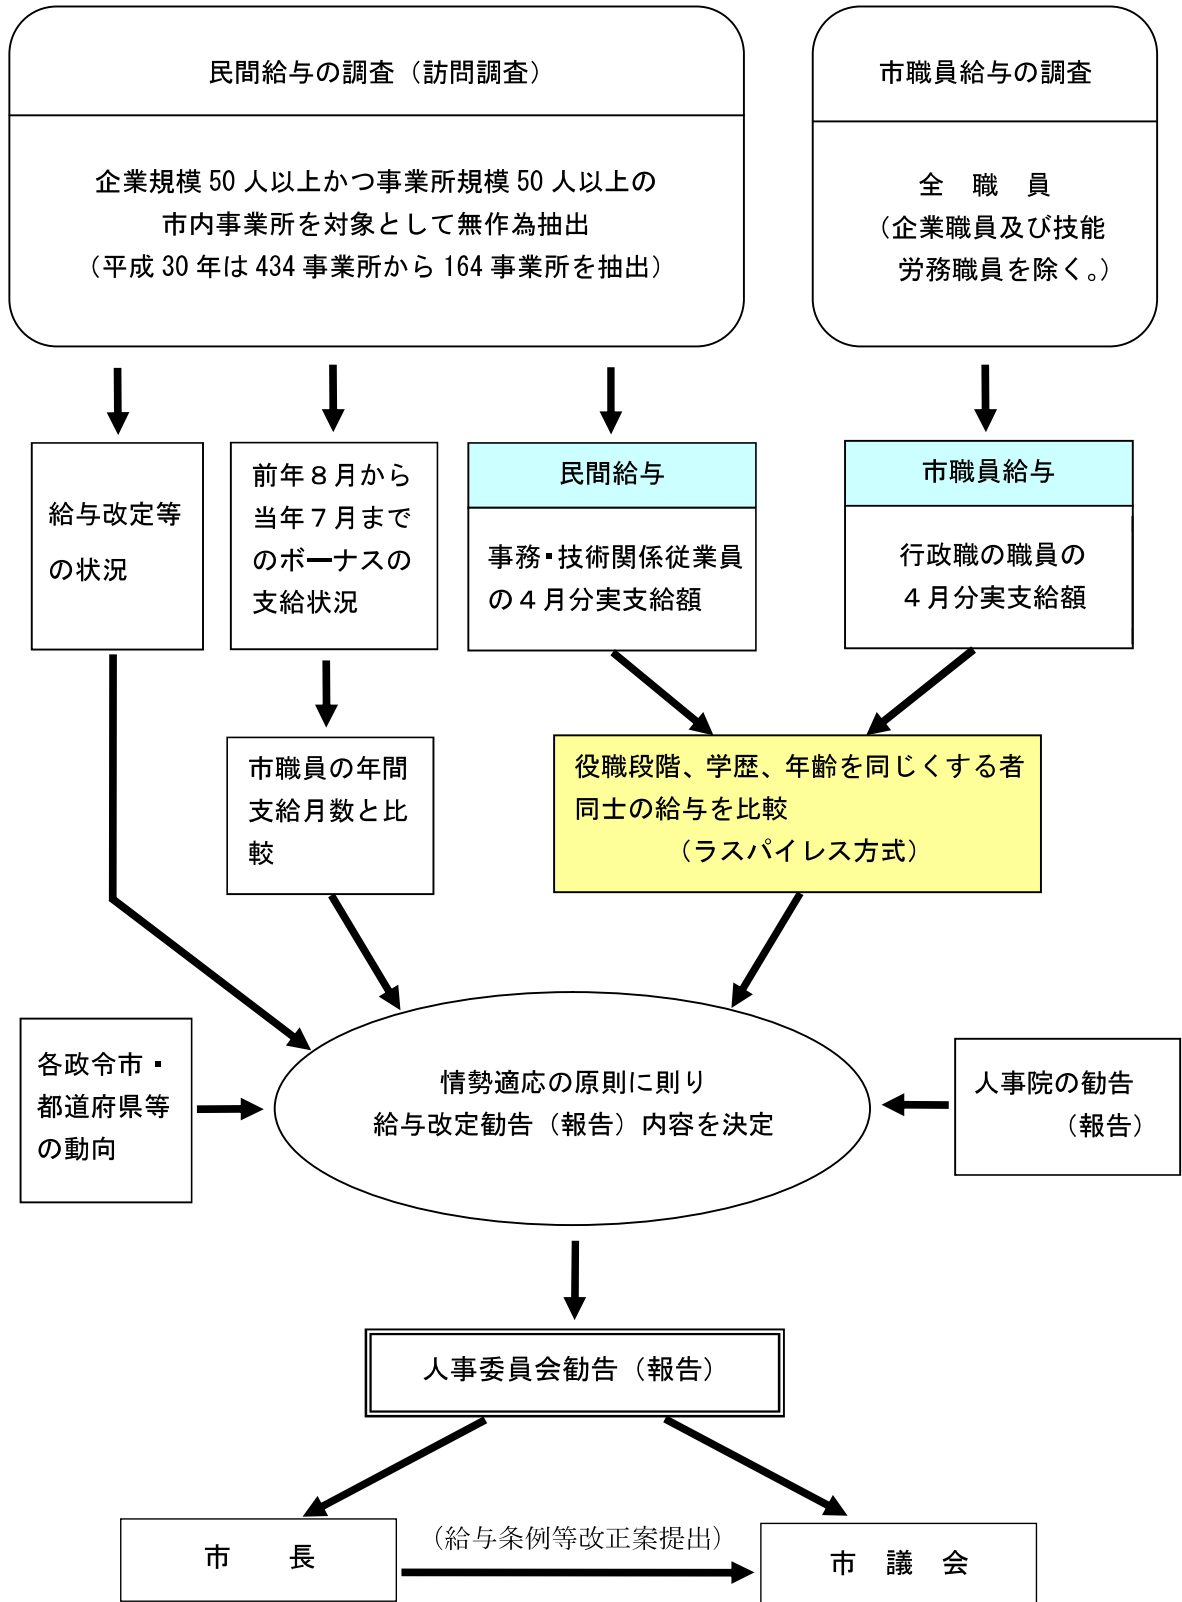 民間給与の調査（訪問調査）
企業規模 50 人以上かつ事業所規模 50 人以上の
市内事業所を対象として無作為抽出
（平成 30 年は 434 事業所から 164 事業所を抽出）
市職員給与の調査
全　職　員
（企業職員及び技能
労務職員を除く。）
給与改定等
の状況
前年８月から
当年７月まで
のボーナスの
支給状況
民間給与
事務・技術関係従業員
の４月分実支給額
市職員給与
行政職の職員の
４月分実支給額
市職員の年間
支給月数と比
較
役職段階、学歴、年齢を同じくする者
同士の給与を比較
（ラスパイレス方式）
各政令市・
都道府県等
の動向
情勢適応の原則に則り
給与改定勧告（報告）内容を決定
人事院の勧告
（報告）
人事委員会勧告（報告）
市　　長
（給与条例等改正案提出）
市　議　会